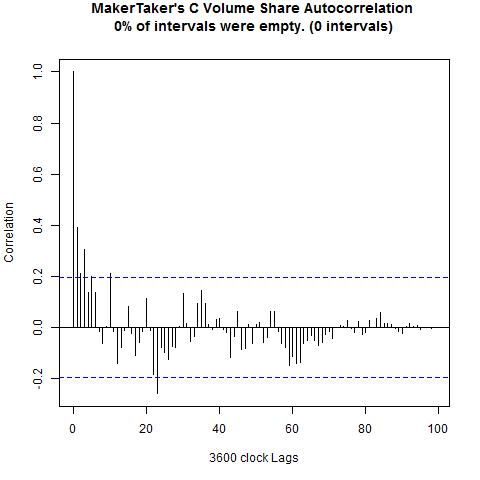 MakerTaker's C Volume Share Autocorrelation
0% of intervals were empty. (0 intervals)
Correlation
1.0
0.8
0.6
0.4
0.2
0.0
-0.2
0 20 40 60 80 100
3600 clock Lags